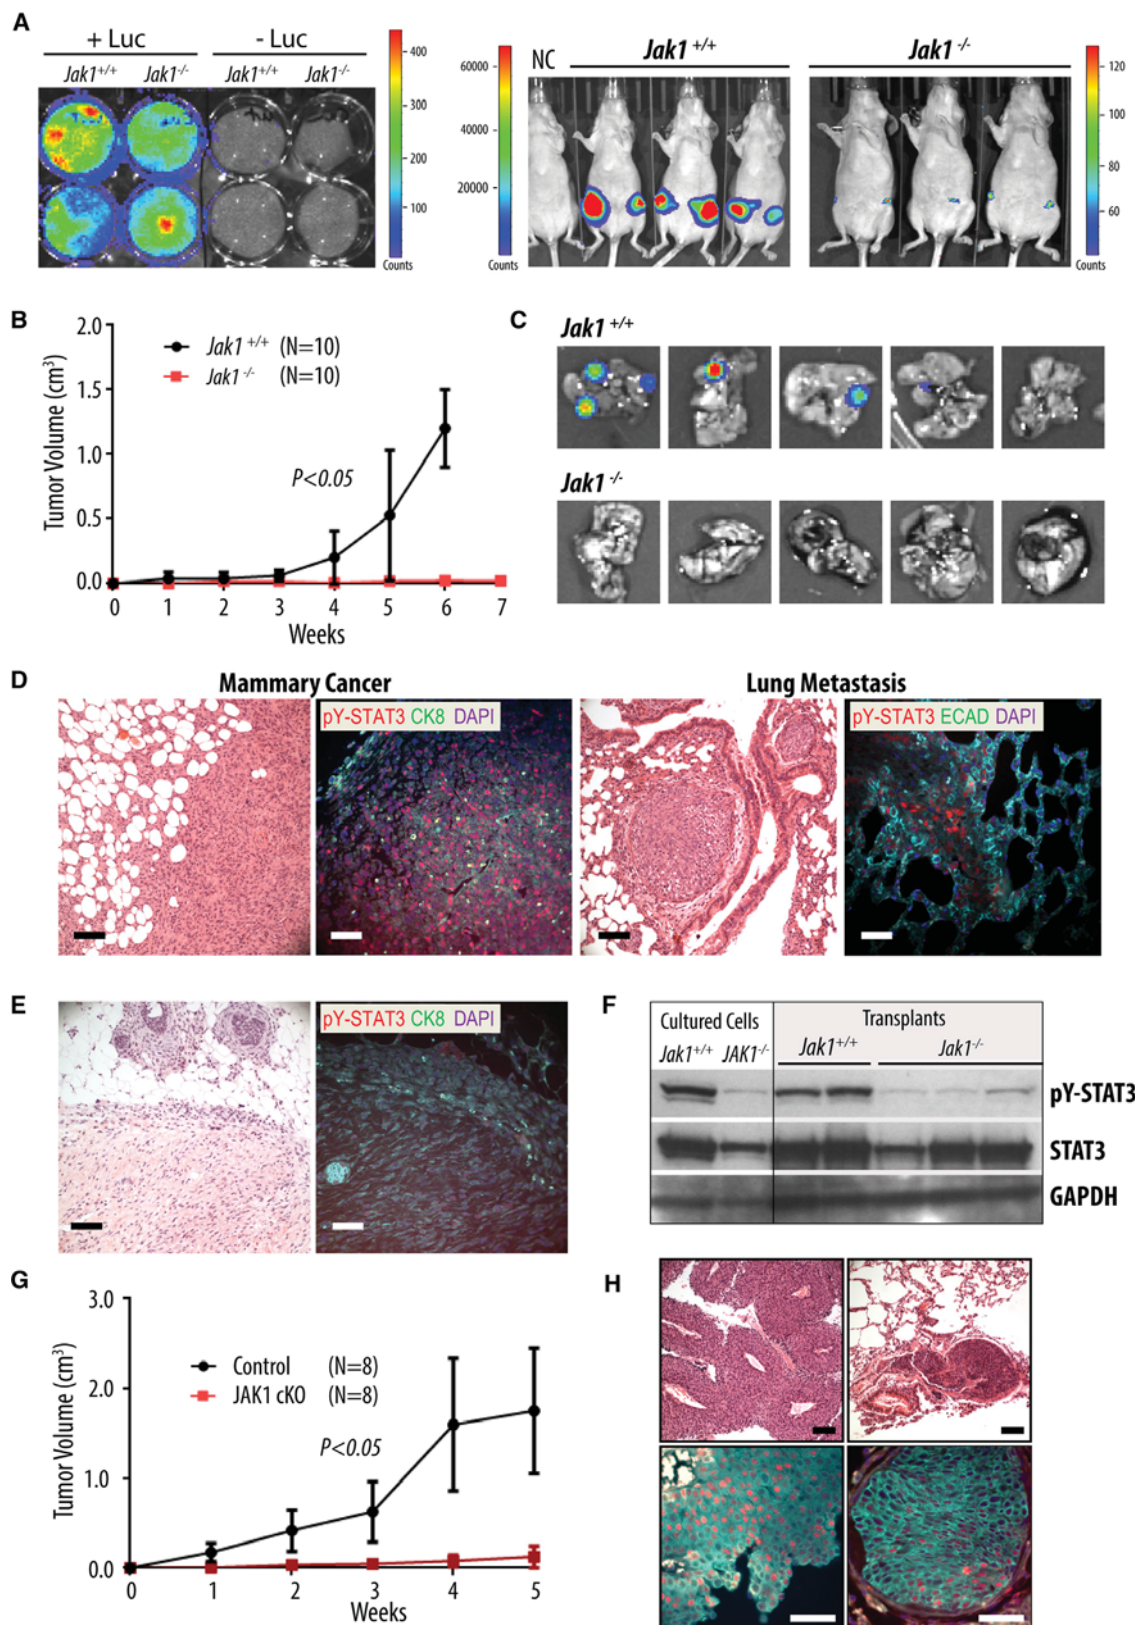 A
+ Luc
- Luc
Jak1+/+ Jak1-/- Jak1+/+ Jak1-/-
400
300
200
100
Counts
60000
40000
20000
Counts
NC
Jak1+/+
Jak1-/-
120
100
80
60
Counts
B
Tumor Volume (cm³)
2.0
1.5
1.0
0.5
0.0
Jak1+/+ (N=10)
Jak1-/- (N=10)
P<0.05
0 1 2 3 4 5 6 7
Weeks
C
Jak1+/+
Jak1-/-
D
Mammary Cancer
Lung Metastasis
pY-STAT3 CK8 DAPI
pY-STAT3 ECAD DAPI
E
pY-STAT3 CK8 DAPI
F
Cultured Cells
Transplants
Jak1+/+ JAK1-/- Jak1+/+ Jak1-/-
pY-STAT3
STAT3
GAPDH
G
Tumor Volume (cm³)
3.0
2.0
1.0
0.0
Control (N=8)
JAK1 cKO (N=8)
P<0.05
0 1 2 3 4 5
Weeks
H